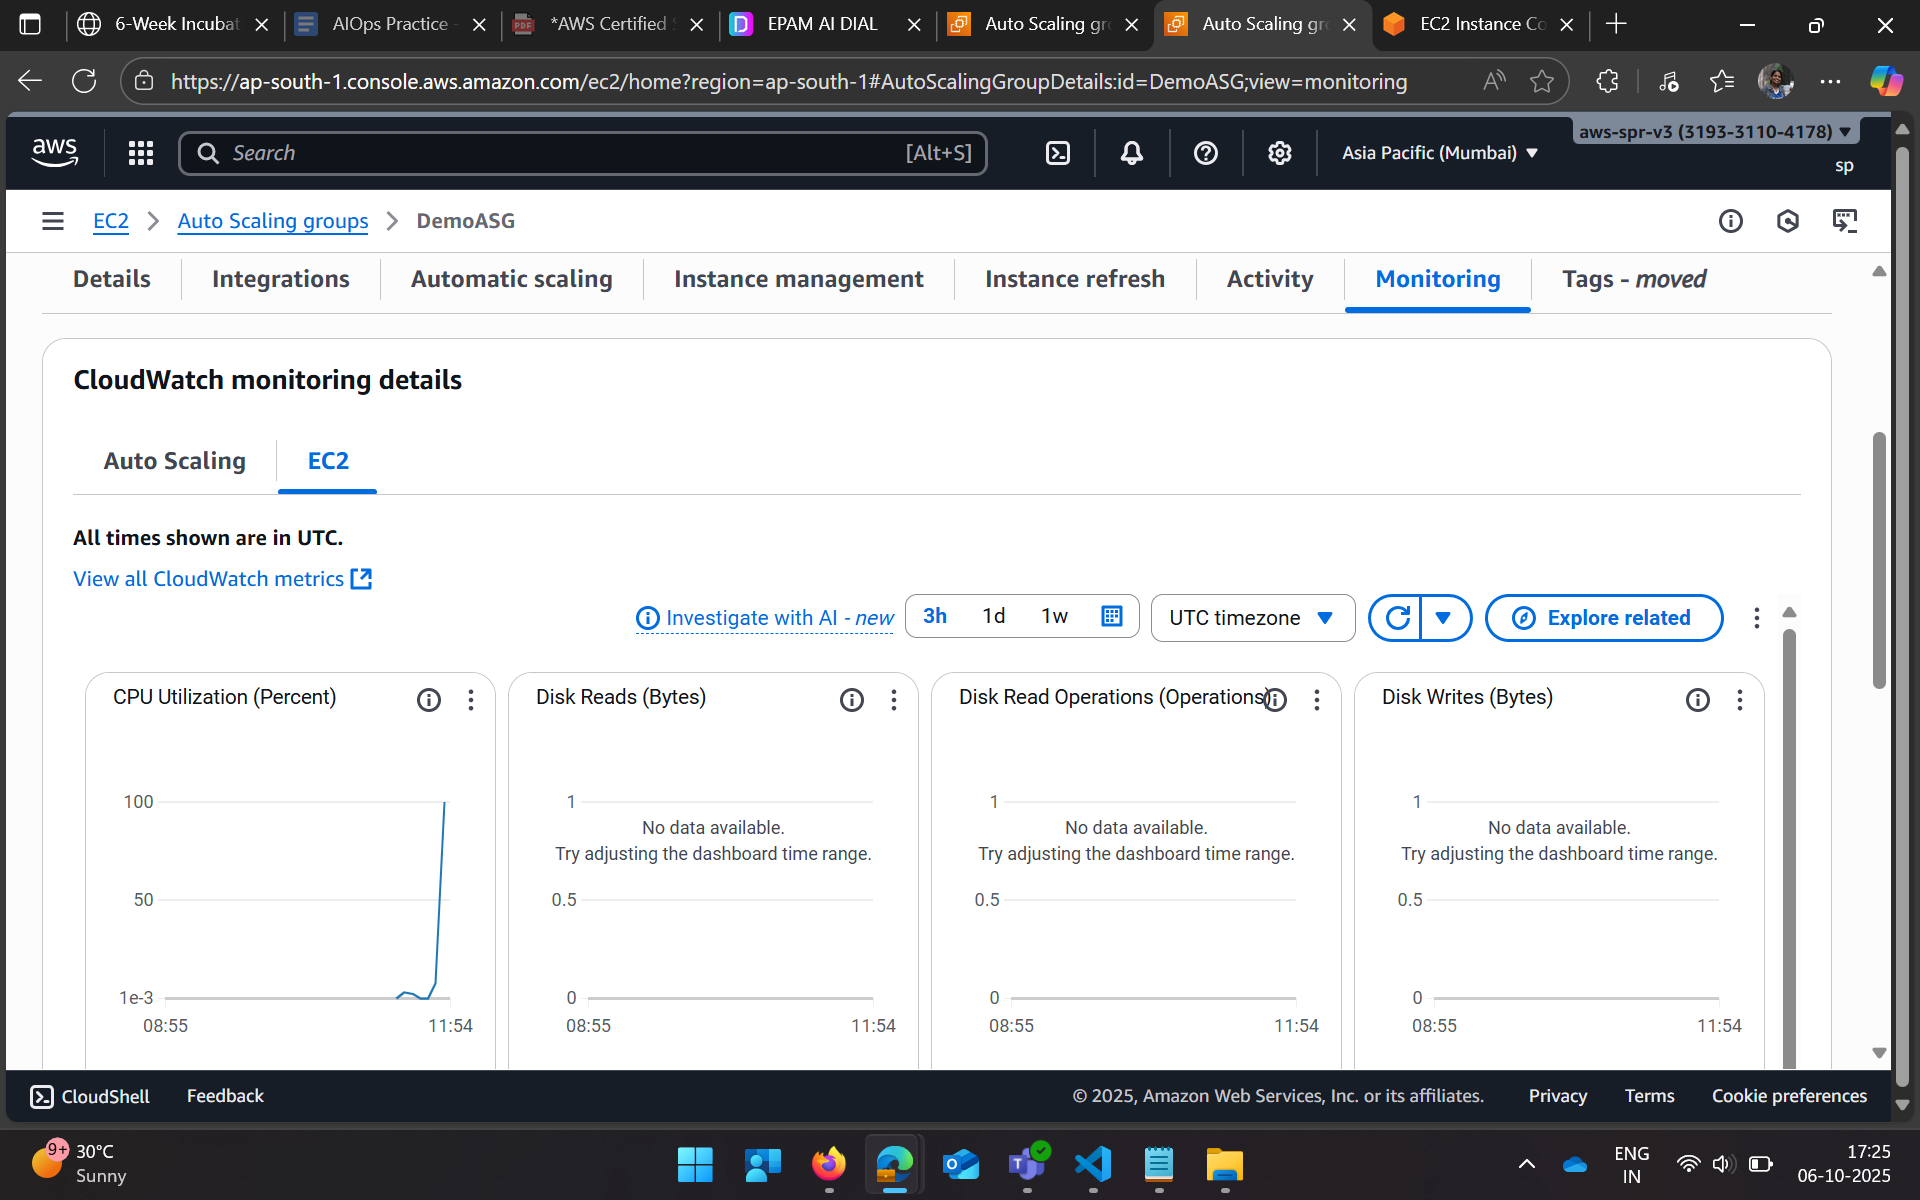 6-Week Incubat
AIOps Practice -
*AWS Certified S
EPAM AI DIAL
Auto Scaling gro
Auto Scaling gro
EC2 Instance Co
https://ap-south-1.console.aws.amazon.com/ec2/home?region=ap-south-1#AutoScalingGroupDetails:id=DemoASG;view=monitoring
aws
Search
[Alt+S]
Asia Pacific (Mumbai)
aws-spr-v3 (3193-3110-4178)
sp
EC2
Auto Scaling groups
DemoASG
Details
Integrations
Automatic scaling
Instance management
Instance refresh
Activity
Monitoring
Tags - moved
CloudWatch monitoring details
Auto Scaling
EC2
All times shown are in UTC.
View all CloudWatch metrics
Investigate with AI - new
3h
1d
1w
UTC timezone
Explore related
CPU Utilization (Percent)
100
50
1e-3
08:55
11:54
Disk Reads (Bytes)
1
No data available.
Try adjusting the dashboard time range.
0.5
0
08:55
11:54
Disk Read Operations (Operations)
1
No data available.
Try adjusting the dashboard time range.
0.5
0
08:55
11:54
Disk Writes (Bytes)
1
No data available.
Try adjusting the dashboard time range.
0.5
0
08:55
11:54
CloudShell
Feedback
© 2025, Amazon Web Services, Inc. or its affiliates.
Privacy
Terms
Cookie preferences
9+
30°C
Sunny
ENG
IN
17:25
06-10-2025